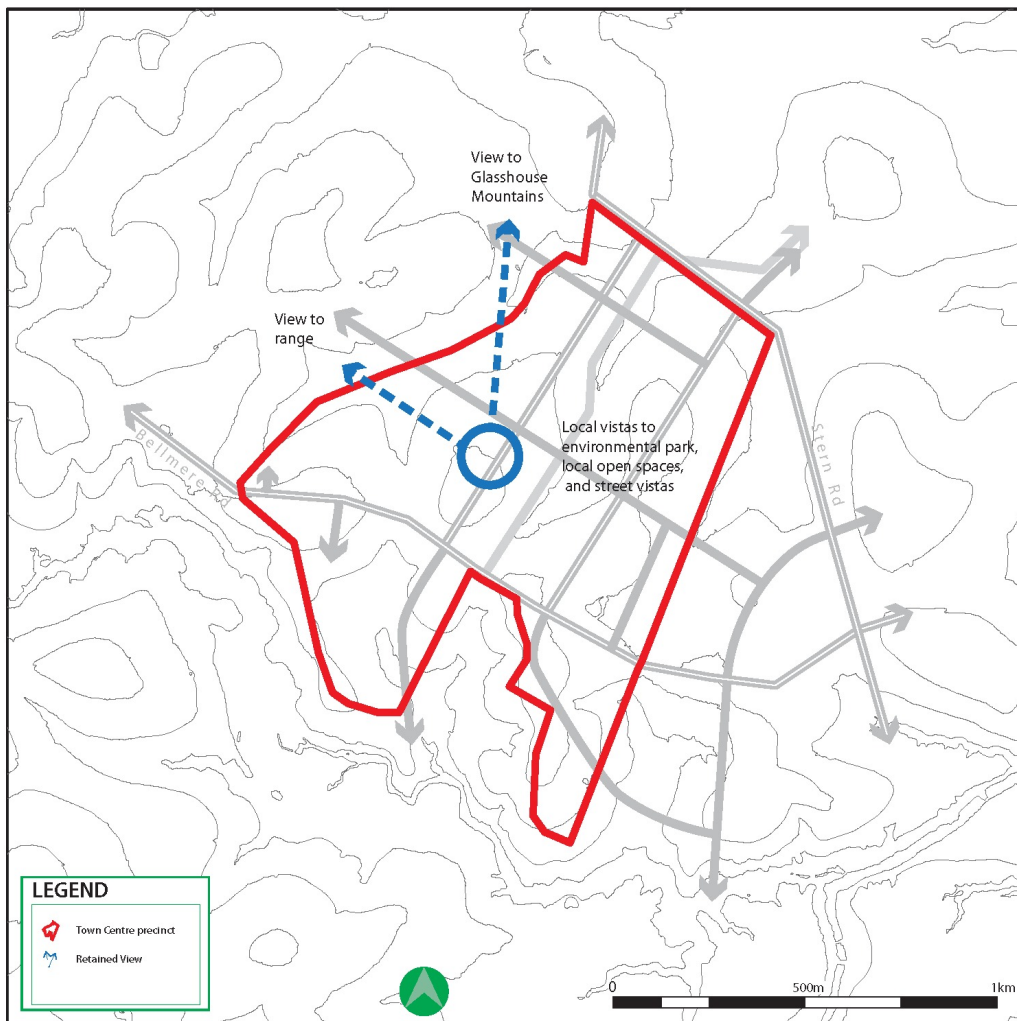 View to
Glasshouse
Mountains
View to
range
Bellmere Rd
Local vistas to
environmental park,
local open spaces,
and street vistas
Stern Rd
LEGEND
Town Centre precinct
Retained View
0
500m
1km